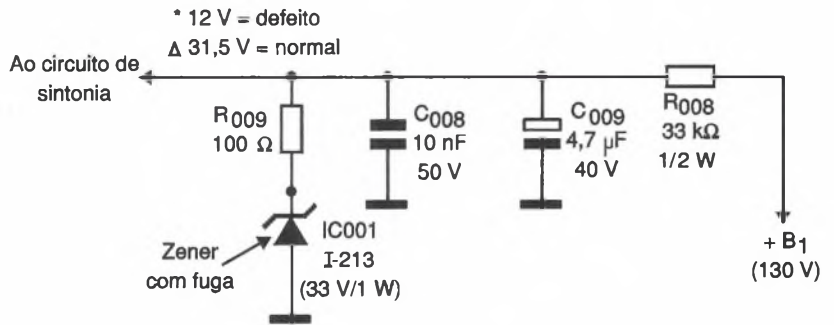 * 12 V = defeito
Δ 31,5 V = normal
Ao circuito de
sintonia
R009
100 Ω
C008
10 nF
50 V
C009
4,7 µF
40 V
R008
33 kΩ
1/2 W
Zener
com fuga
IC001
I-213
(33 V/1 W)
+ B1
(130 V)